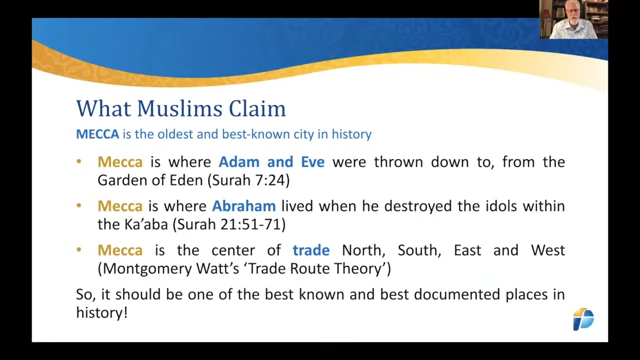 What Muslims Claim
MECCA is the oldest and best-known city in history
• Mecca is where Adam and Eve were thrown down to, from the
Garden of Eden (Surah 7:24)
• Mecca is where Abraham lived when he destroyed the idols within
the Ka’aba (Surah 21:51-71)
• Mecca is the center of trade North, South, East and West
(Montgomery Watt’s ‘Trade Route Theory’)
So, it should be one of the best known and best documented places in
history!